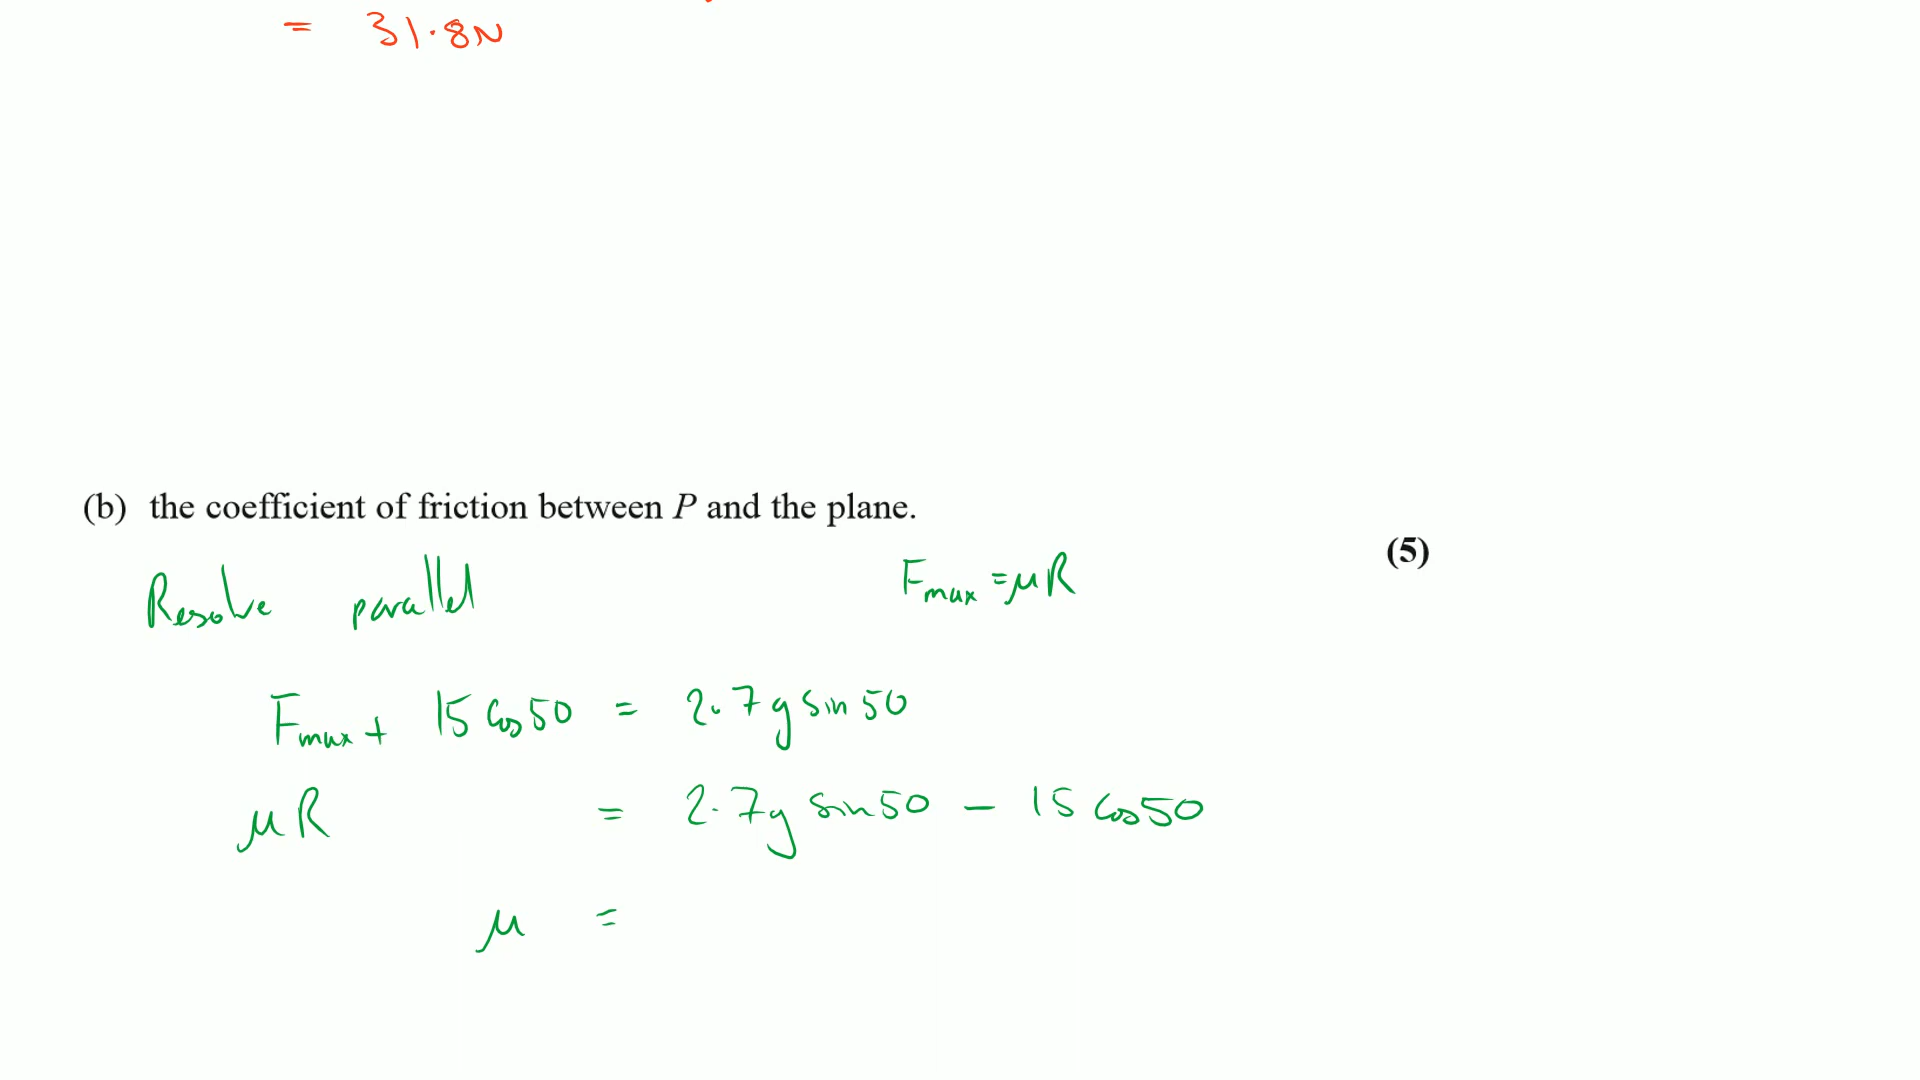 = 31.8N
(b) the coefficient of friction between P and the plane.
(5)
Resolve parallel
Fmax = μR
Fmax + 15 cos 50 = 2.7g sin 50
μR = 2.7g sin 50 - 15 cos 50
μ =